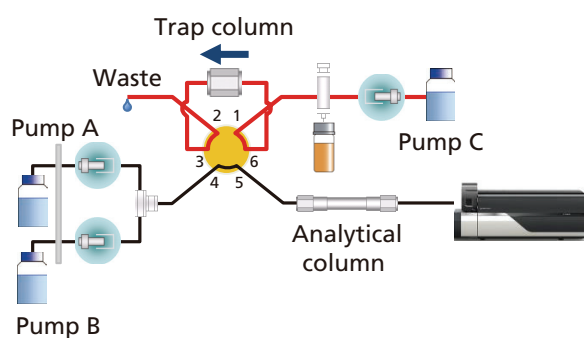 Trap column
Waste
2 1
Pump A
Pump C
3 6
4 5
Analytical
column
Pump B